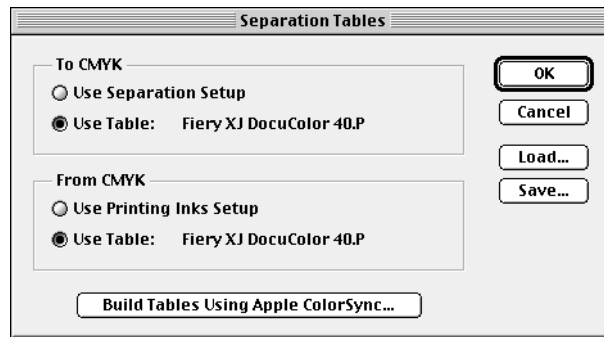 Separation Tables
To CMYK
Use Separation Setup
Use Table: Fiery XJ DocuColor 40.P
From CMYK
Use Printing Inks Setup
Use Table: Fiery XJ DocuColor 40.P
Build Tables Using Apple ColorSync...
OK
Cancel
Load...
Save...